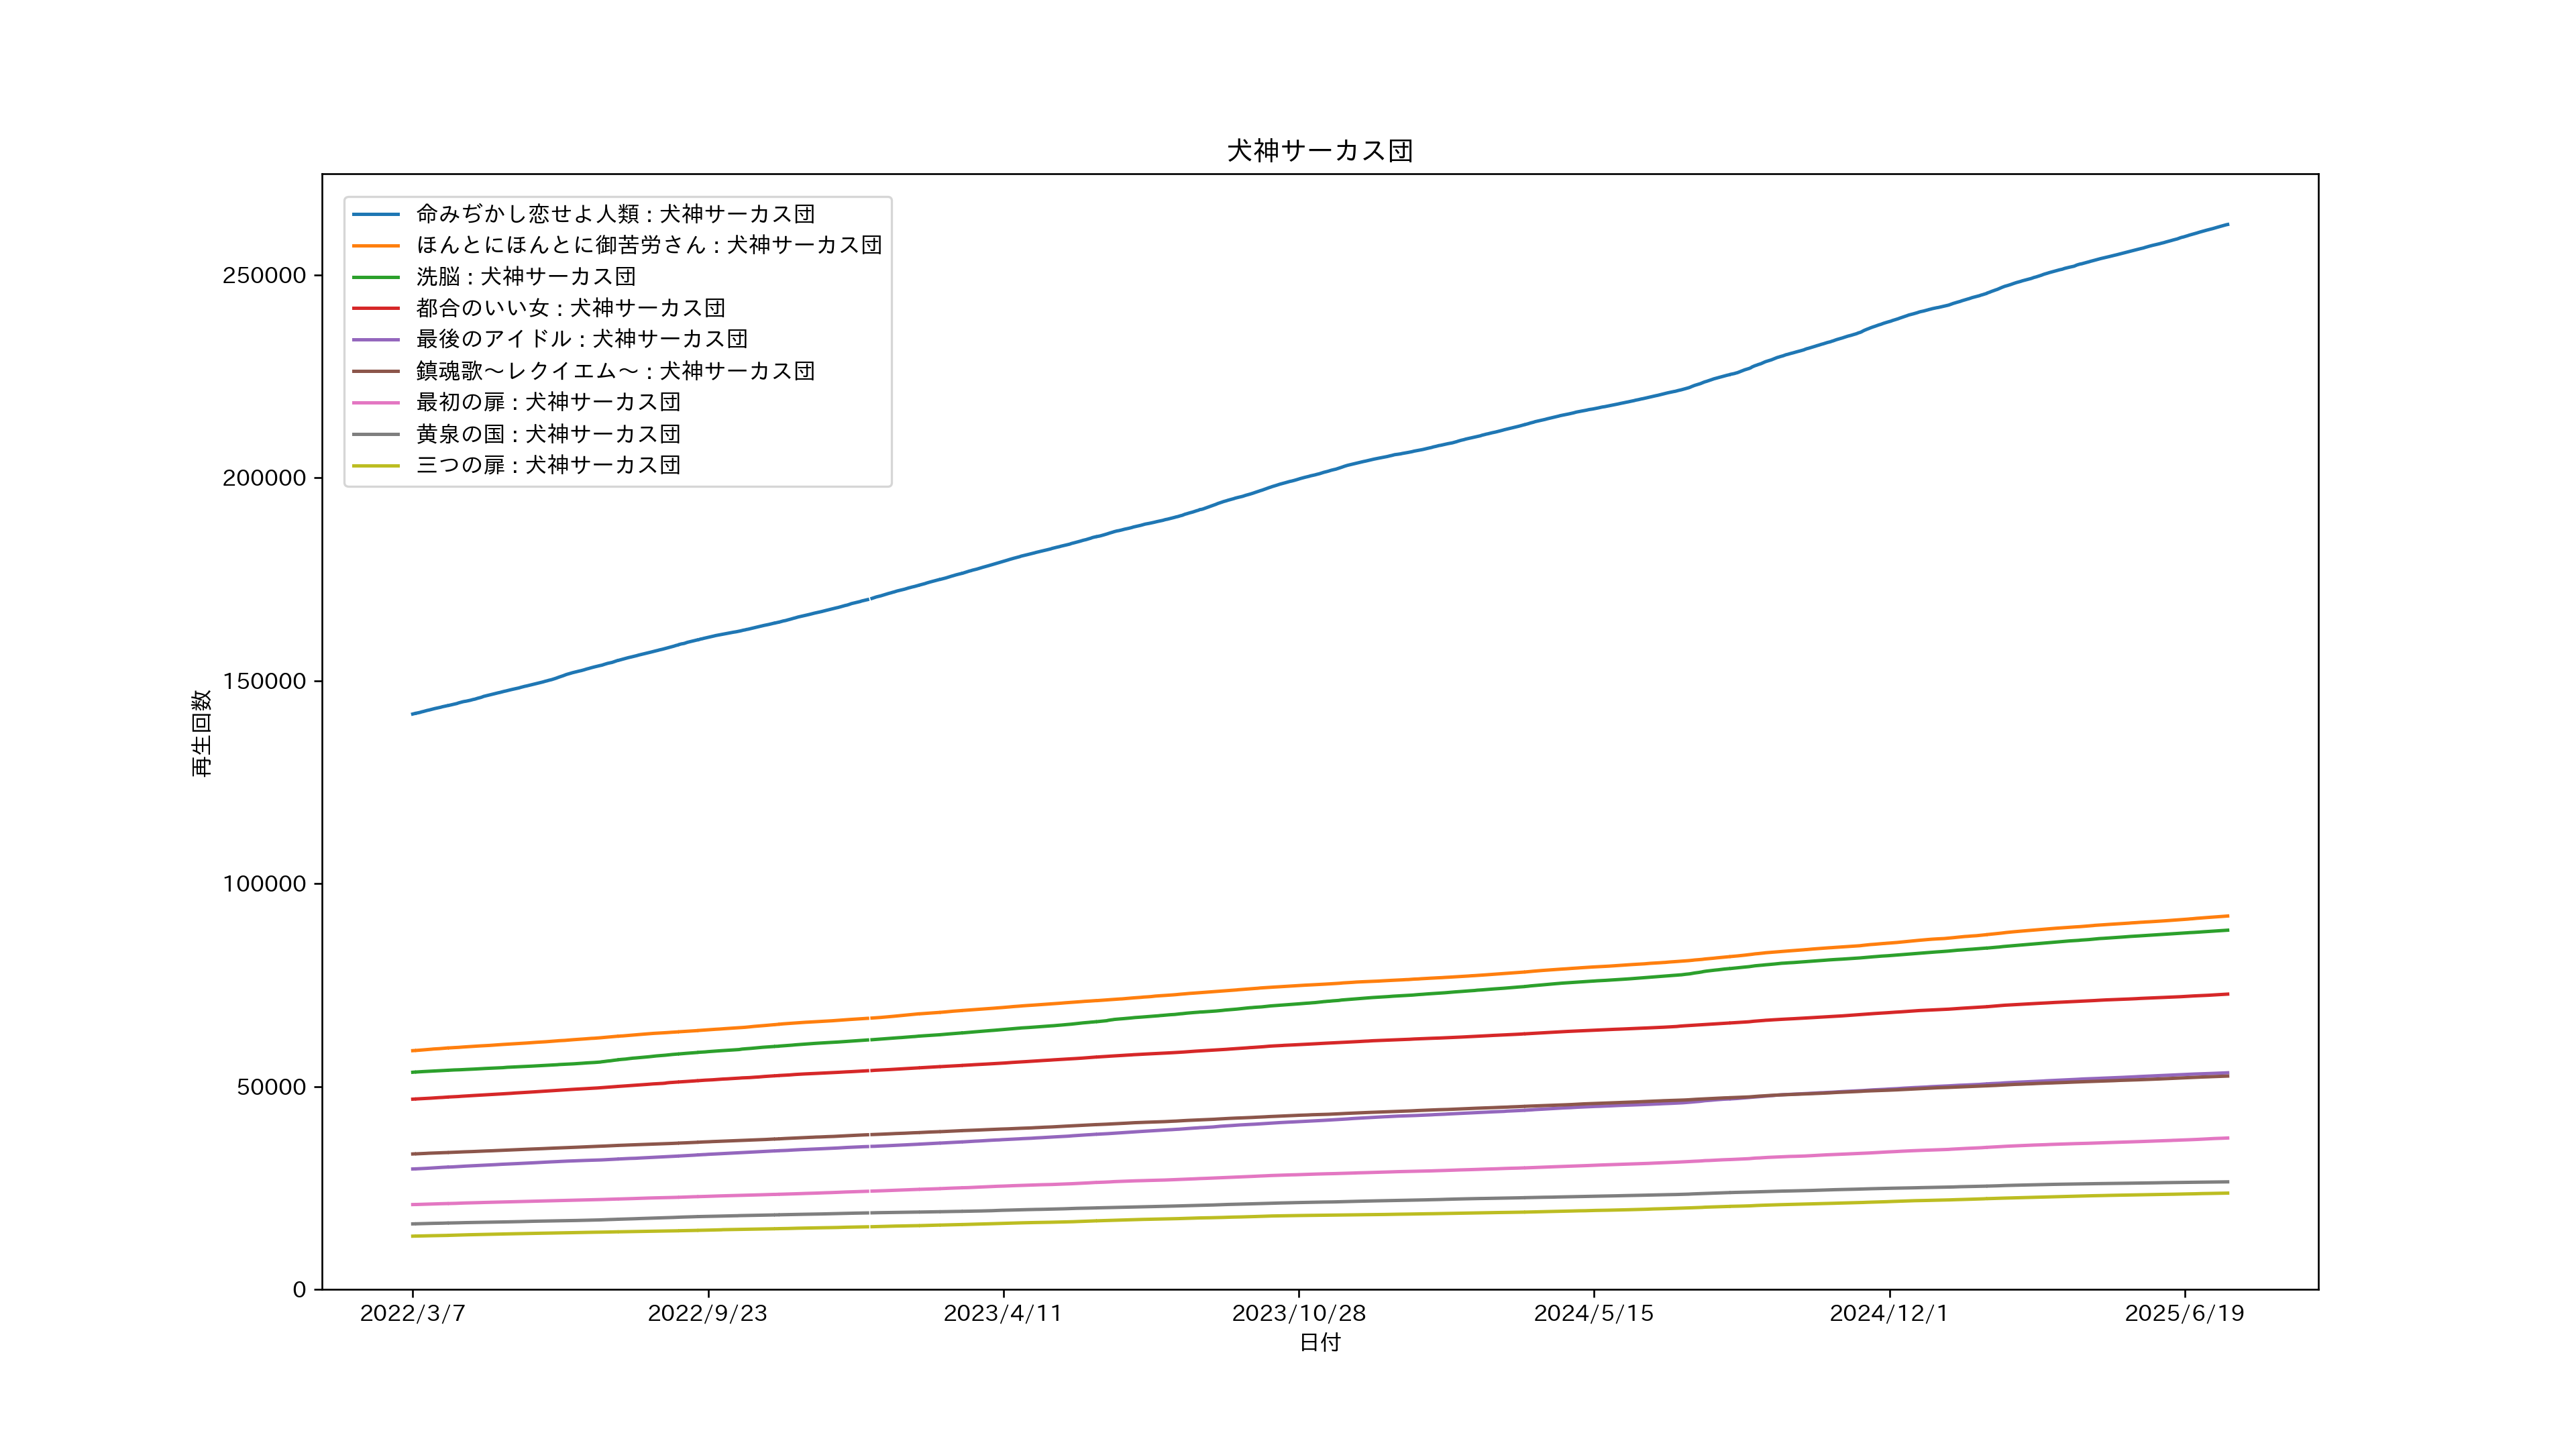 犬神サーカス団
命みぢかし恋せよ人類 : 犬神サーカス団
ほんとにほんとに御苦労さん : 犬神サーカス団
洗脳 : 犬神サーカス団
都合のいい女 : 犬神サーカス団
最後のアイドル : 犬神サーカス団
鎮魂歌～レクイエム～ : 犬神サーカス団
最初の扉 : 犬神サーカス団
黄泉の国 : 犬神サーカス団
三つの扉 : 犬神サーカス団
250000
200000
150000
100000
50000
0
再生回数
2022/3/7 2022/9/23 2023/4/11 2023/10/28 2024/5/15 2024/12/1 2025/6/19
日付